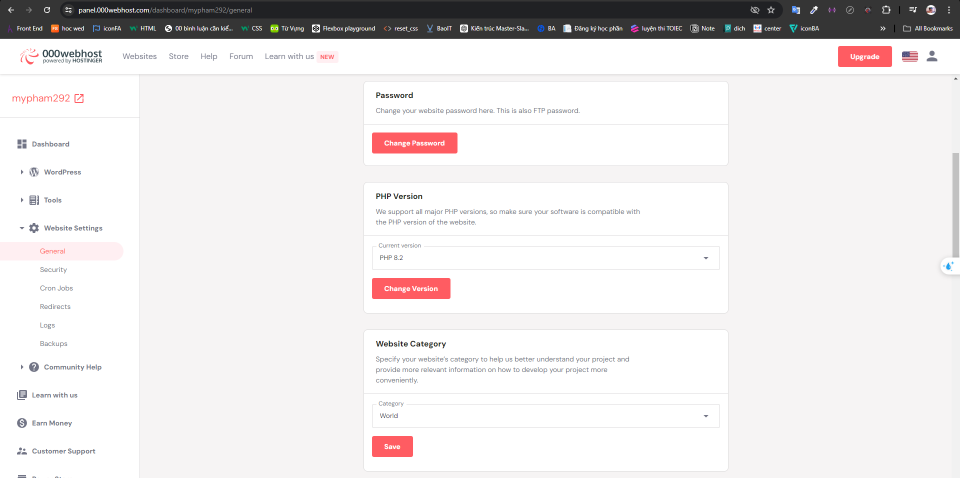 panel.000webhost.com/dashboard/mypham292/general
Front End
hoc wed
iconFA
HTML
00 bình luận cần kiế...
CSS
Từ Vựng
Flexbox playground
reset_css
BaoIT
Kiến trúc Master-Sla...
BA
Đăng ký học phần
luyện thi TOIEC
Note
dich
center
iconBA
All Bookmarks
000webhost
powered by HOSTINGER
Websites
Store
Help
Forum
Learn with us NEW
Upgrade
mypham292
Dashboard
WordPress
Tools
Website Settings
General
Security
Cron Jobs
Redirects
Logs
Backups
Community Help
Learn with us
Earn Money
Customer Support
Password
Change your website password here. This is also FTP password.
Change Password
PHP Version
We support all major PHP versions, so make sure your software is compatible with
the PHP version of the website.
Current version
PHP 8.2
Change Version
Website Category
Specify your website's category to help us better understand your project and
provide more relevant information on how to develop your project more
conveniently.
Category
World
Save